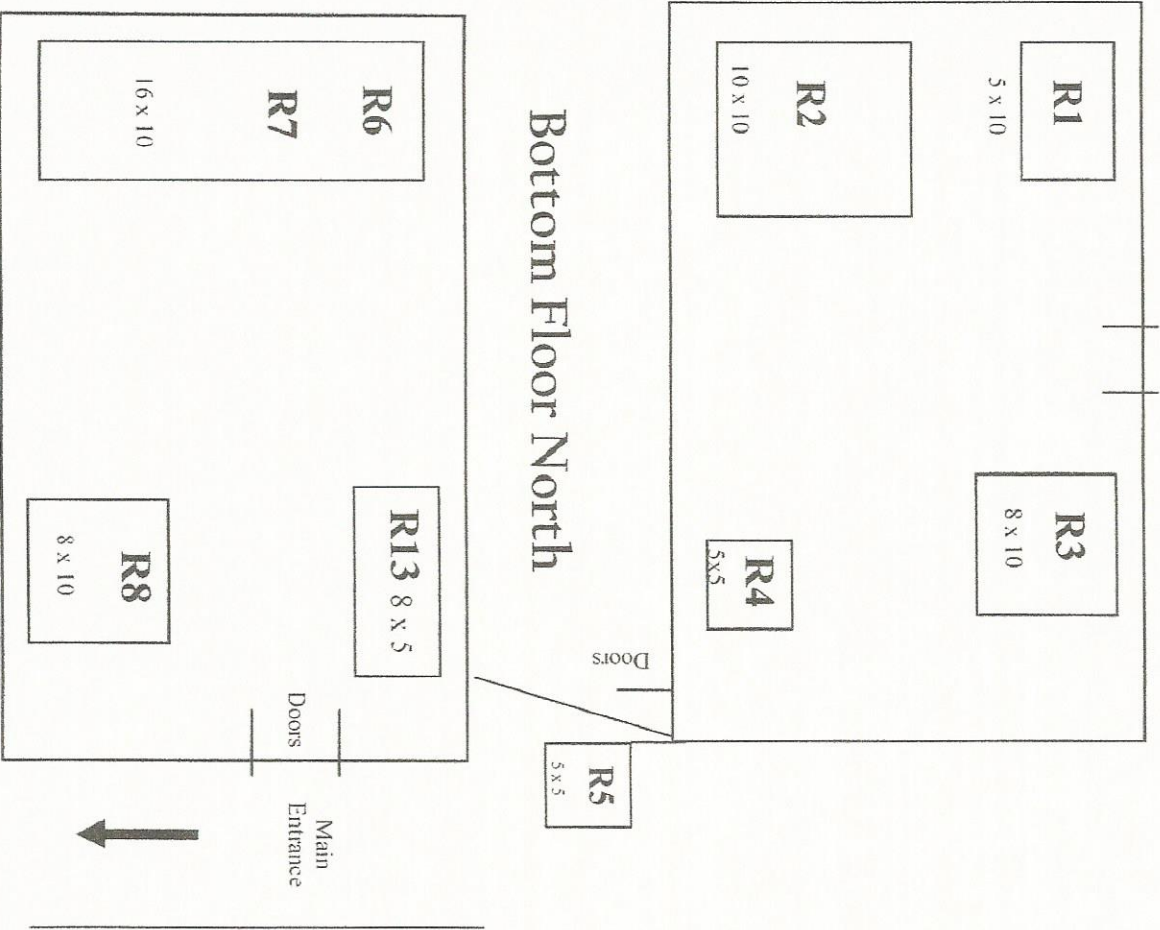 R1
5 x 10
R3
8 x 10
R2
10 x 10
R4
5x5
Doors
R5
5 x 5
Bottom Floor North
R6
R7
16 x 10
R13 8 x 5
Doors
Main
Entrance
R8
8 x 10